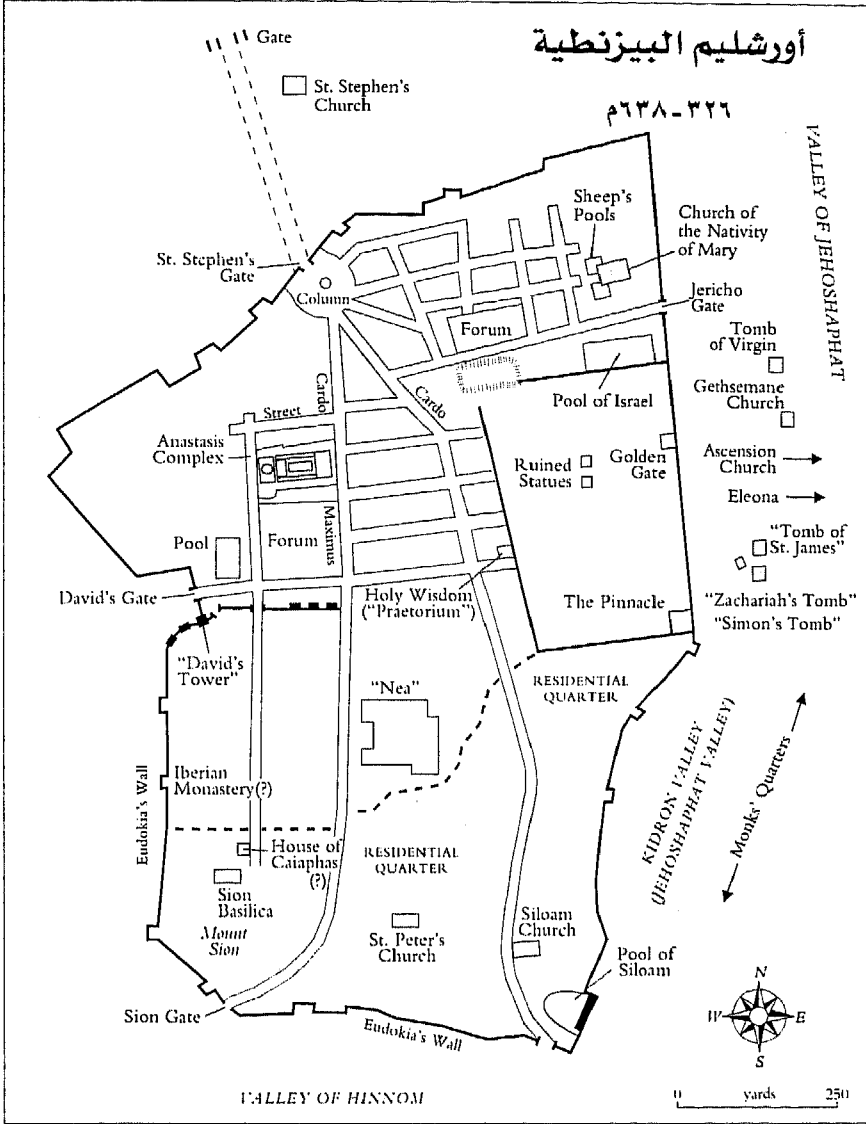 أورشليم البيزنطية
٣٢٦-٦٣٨م
Gate
St. Stephen's
Church
VALLEY OF JEHOSHAPHAT
Sheep's
Pools
Church of
the Nativity
of Mary
St. Stephen's
Gate
Column
Jericho
Gate
Forum
Tomb
of Virgin
Cardo
Cardo
Pool of Israel
Gethsemane
Church
Street
Anastasis
Complex
Ruined
Statues
Golden
Gate
Ascension
Church
Eleona
Maximus
Pool
Forum
"Tomb of
St. James"
David's Gate
Holy Wisdom
("Praetorium")
The Pinnacle
"Zachariah's Tomb"
"Simon's Tomb"
"David's
Tower"
"Nea"
RESIDENTIAL
QUARTER
Iberian
Monastery(?)
Eudokia's Wall
KIDRON VALLEY
(JEHOSHAPHAT VALLEY)
Monks' Quarters
House of
Caiaphas
(?)
RESIDENTIAL
QUARTER
Sion
Basilica
Mount
Sion
St. Peter's
Church
Siloam
Church
Pool of
Siloam
Sion Gate
Eudokia's Wall
N
W
E
S
VALLEY OF HINNOM
0 yards 250